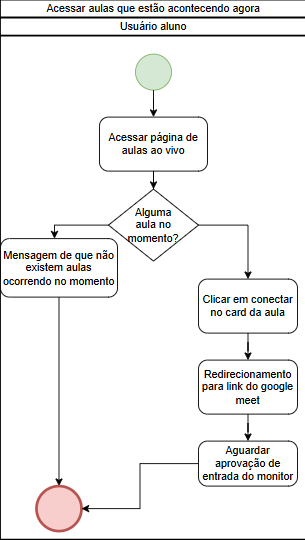 Acessar aulas que estão acontecendo agora
Usuário aluno
Acessar página de
aulas ao vivo
Alguma
aula no
momento?
Mensagem de que não
existem aulas
ocorrendo no momento
Clicar em conectar
no card da aula
Redirecionamento
para link do google
meet
Aguardar
aprovação de
entrada do monitor